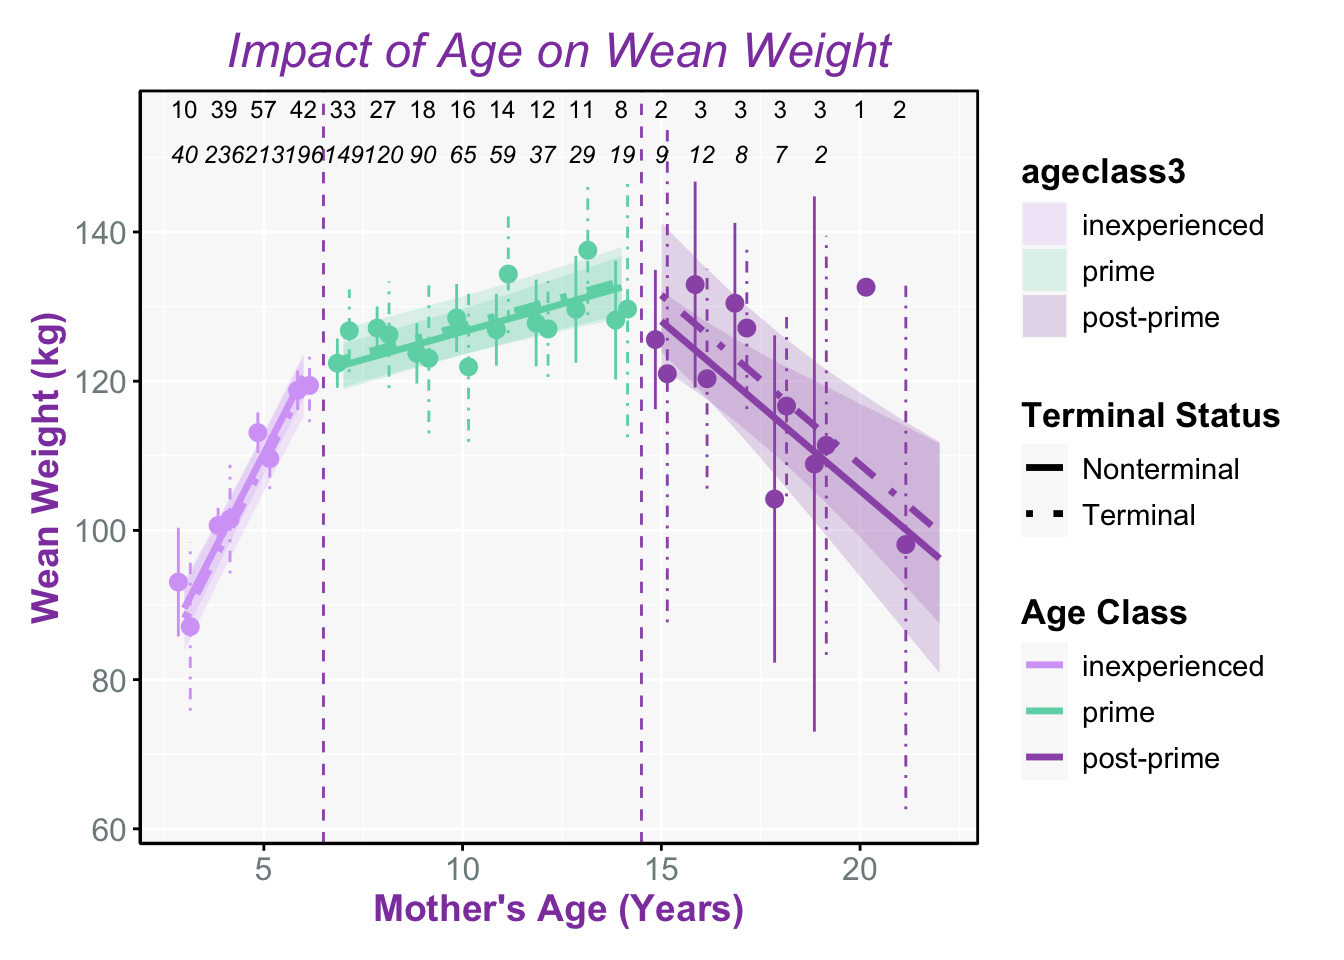 Impact of Age on Wean Weight
10 39 57 42 33 27 18 16 14 12 11 8 2 3 3 3 3 1 2
40 236 213 196 149 120 90 65 59 37 29 19 9 12 8 7 2
140
120
100
80
60
Wean Weight (kg)
5 10 15 20
Mother's Age (Years)
ageclass3
inexperienced
prime
post-prime
Terminal Status
Nonterminal
Terminal
Age Class
inexperienced
prime
post-prime